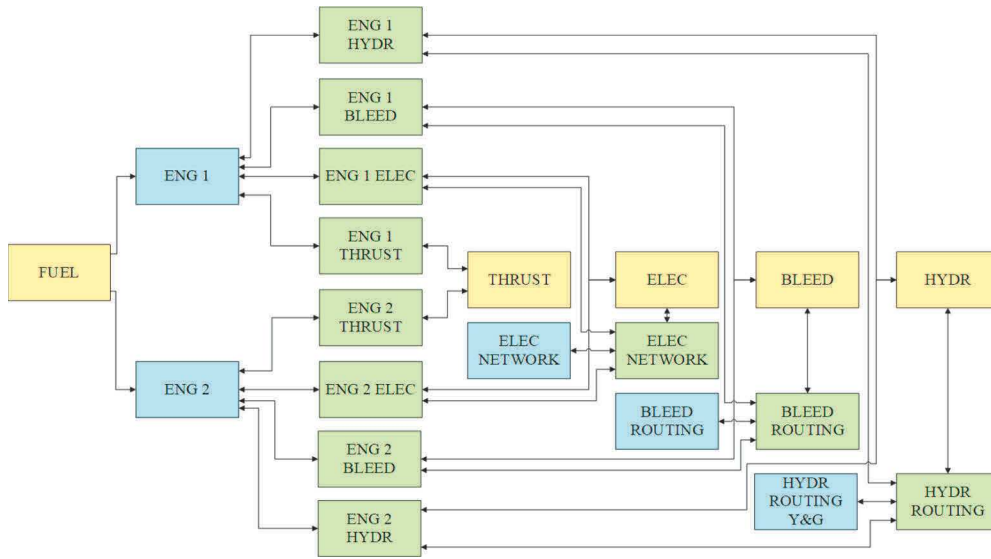 ENG 1
HYDR
ENG 1
BLEED
ENG 1
ENG 1 ELEC
ENG 1
THRUST
FUEL
THRUST
ELEC
BLEED
HYDR
ENG 2
THRUST
ELEC
NETWORK
ELEC
NETWORK
ENG 2
ENG 2 ELEC
BLEED
ROUTING
BLEED
ROUTING
ENG 2
BLEED
HYDR
ROUTING
Y&G
HYDR
ROUTING
ENG 2
HYDR